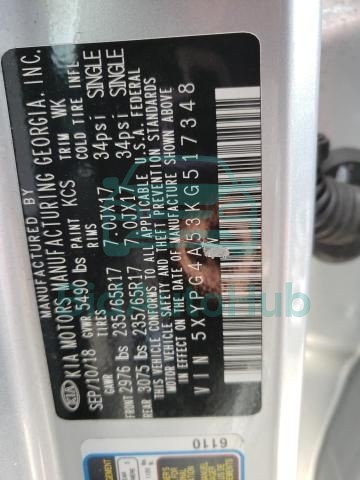 MANUFACTURED BY
KIA MOTORS MANUFACTURING GEORGIA, INC.
SEP/10/18 PAINT KCS TRIM WK
GVWR 5490 lbs
GAWR TIRES RIMS COLD TIRE INFL
FRONT 2976 lbs 235/65R17 7.0JX17 34psi SINGLE
REAR 3075 lbs 235/65R17 7.0JX17 34psi SINGLE
THIS VEHICLE CONFORMS TO ALL APPLICABLE U.S.A. FEDERAL
MOTOR VEHICLE SAFETY AND THEFT PREVENTION STANDARDS
IN EFFECT ON THE DATE OF MANUFACTURE SHOWN ABOVE
VIN 5XYPG4A53KG517348
6110